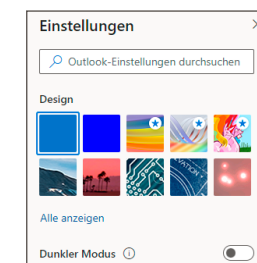 Einstellungen
Outlook-Einstellungen durchsuchen
Design
Alle anzeigen
Dunkler Modus